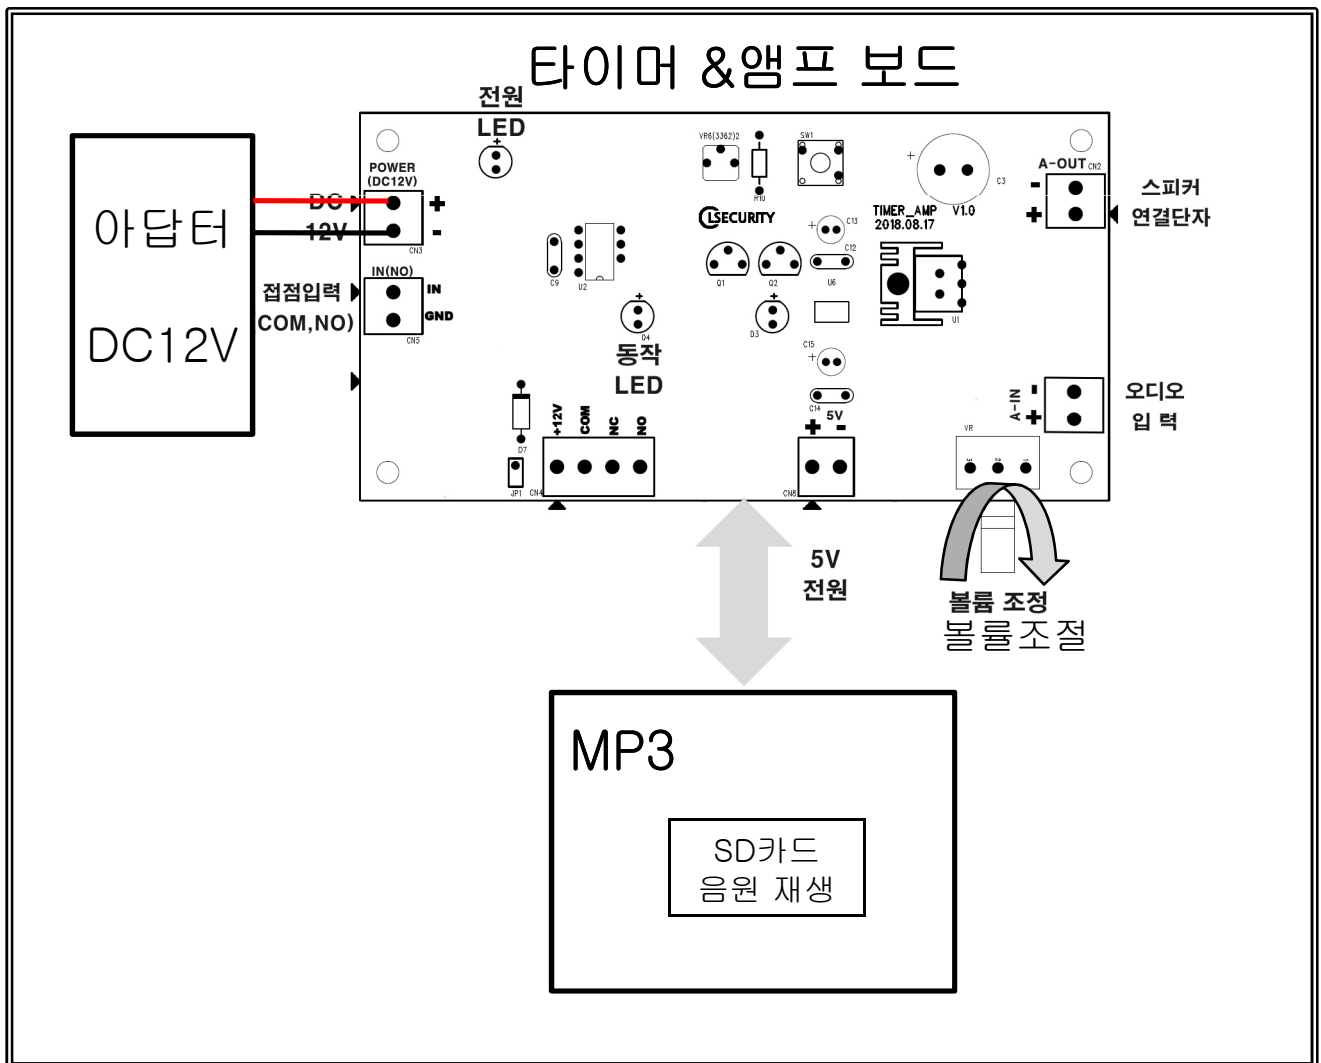 타이머 &앰프 보드
전원
LED
+
POWER
(DC12V)
DC
12V
+
-
CN3
아답터
DC12V
IN(NO)
접점입력
COM,NO)
IN
GND
CN5
VR6(3362)2
R10
SW1
+
C3
A-OUT CN2
-
+
스피커
연결단자
LSECURITY
TIMER_AMP V1.0
2018.08.17
+
C13
C12
C9
U2
Q1
Q2
U6
U1
+
D4
동작
LED
+
D3
C15
+
C14
5V
+ -
CN8
A-IN
-
+
오디오
입 력
VR
3 2 1
D7
JP1
+12V
COM
NC
NO
CN4
5V
전원
볼륨 조정
볼률조절
MP3
SD카드
음원 재생